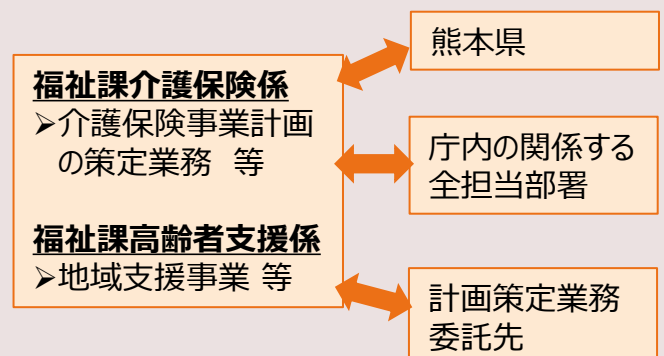 福祉課介護保険係
➢介護保険事業計画
の策定業務 等
福祉課高齢者支援係
➢地域支援事業 等
熊本県
庁内の関係する
全担当部署
計画策定業務
委託先